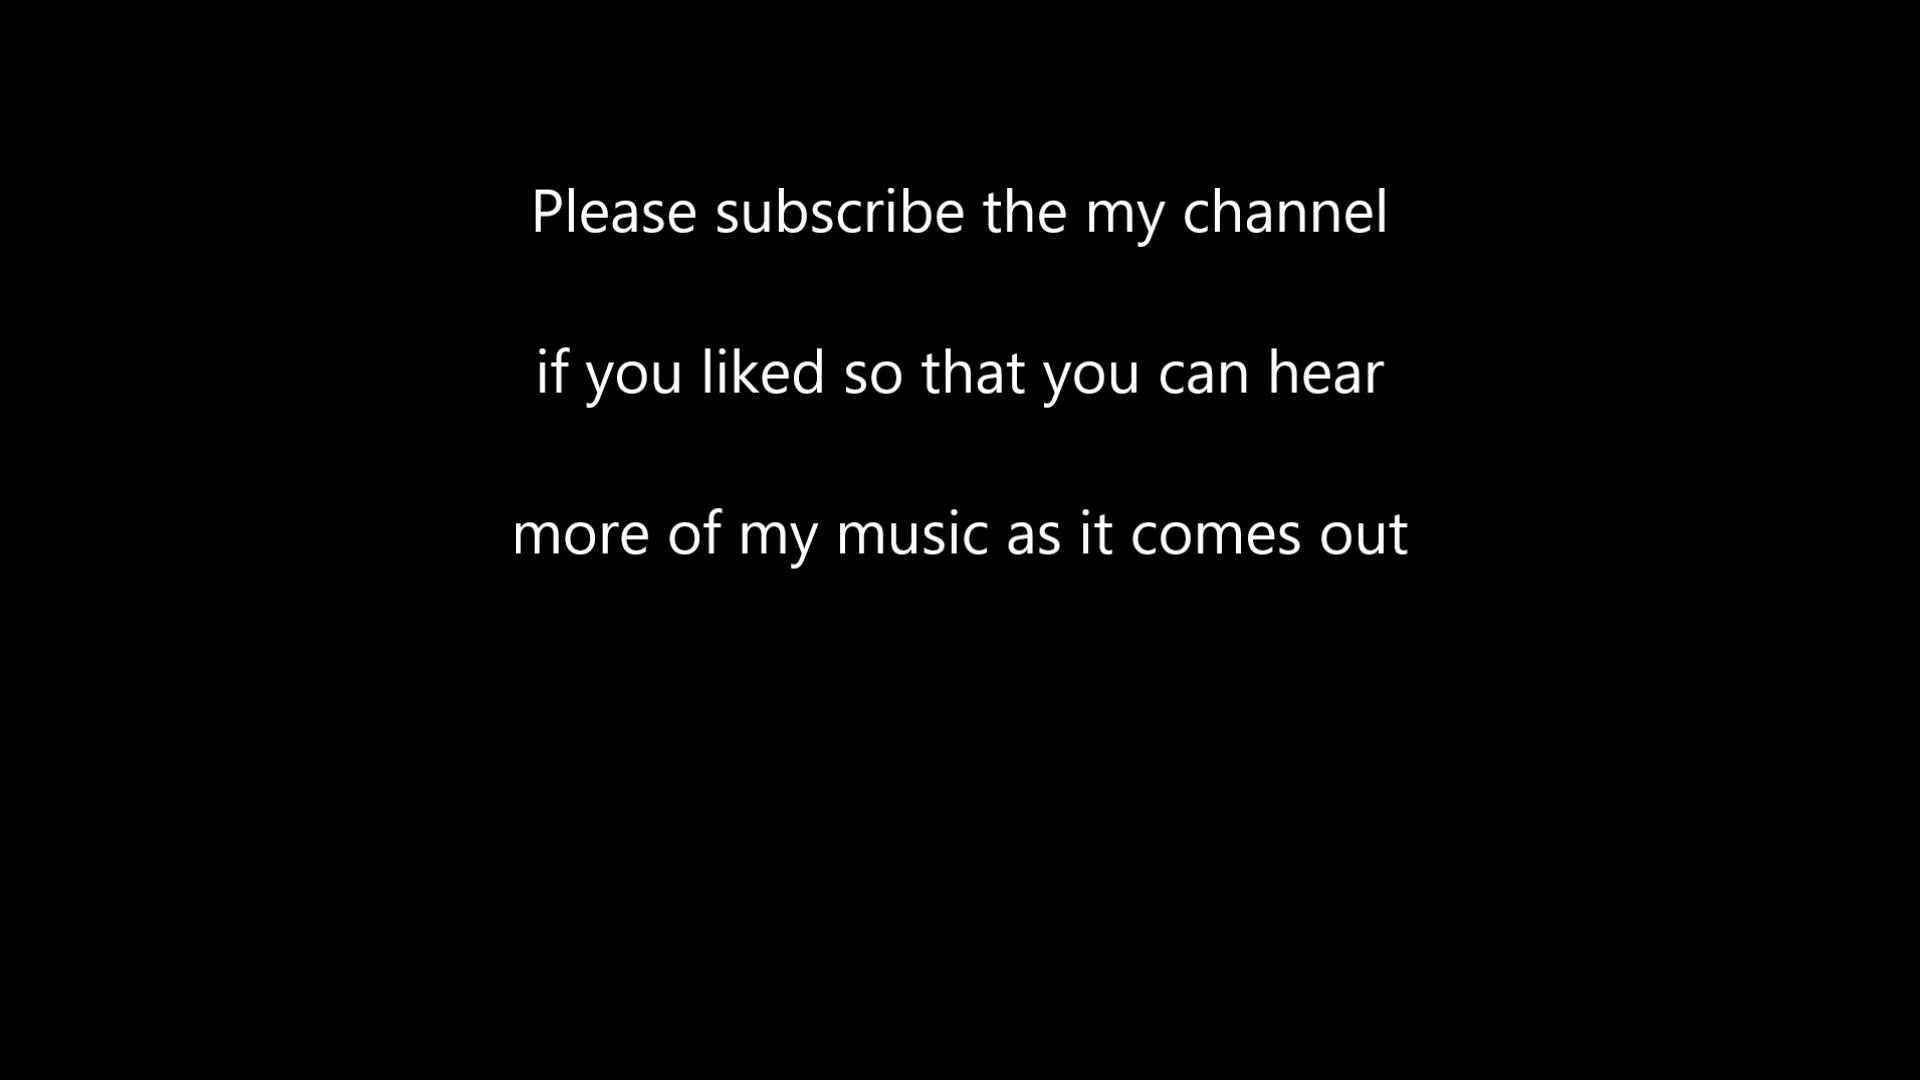 Please subscribe the my channel
if you liked so that you can hear
more of my music as it comes out